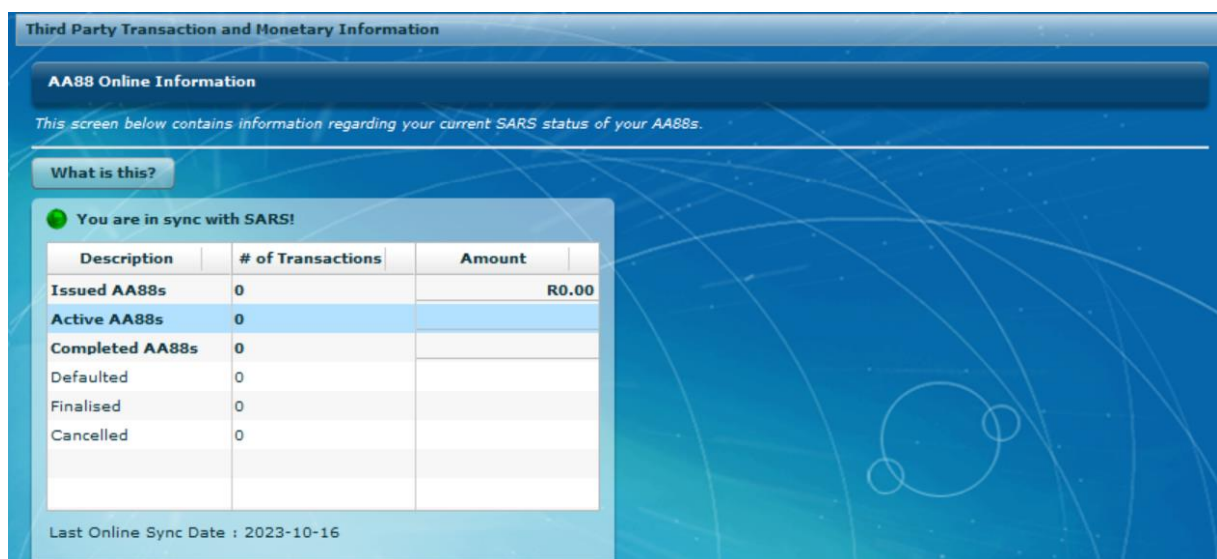 Third Party Transaction and Monetary Information
AA88 Online Information
This screen below contains information regarding your current SARS status of your AA88s.
What is this?
You are in sync with SARS!
Description # of Transactions Amount
Issued AA88s 0 R0.00
Active AA88s 0
Completed AA88s 0
Defaulted 0
Finalised 0
Cancelled 0
Last Online Sync Date : 2023-10-16